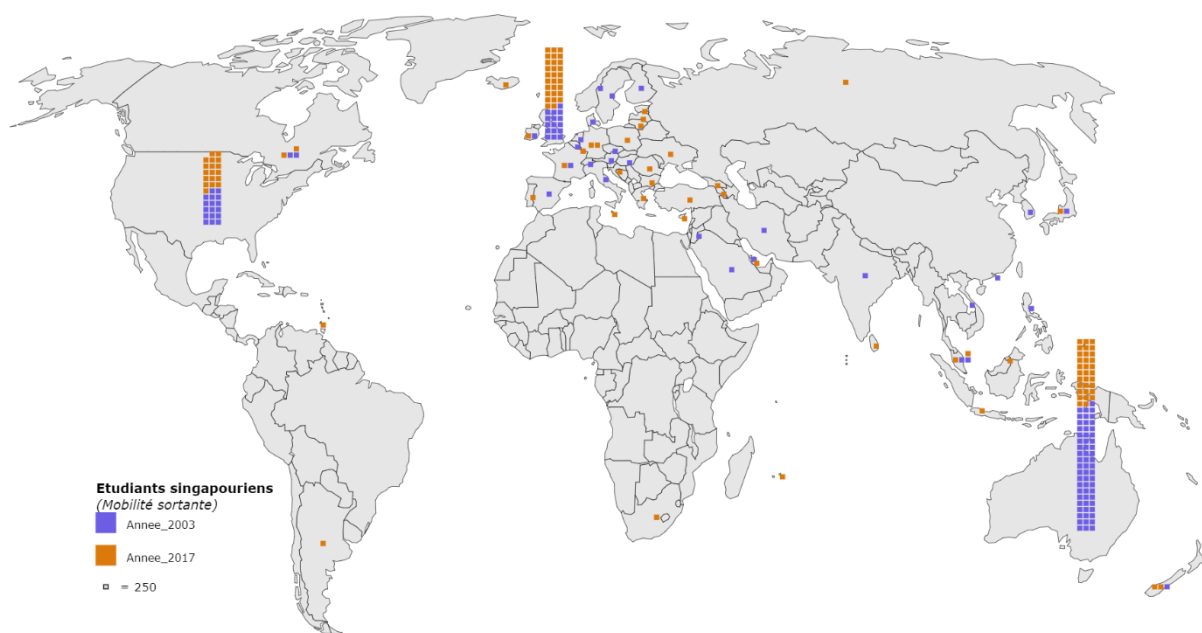 Etudiants singapouriens
(Mobilité sortante)
Annee_2003
Annee_2017
= 250